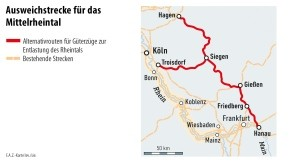 Ausweichstrecke für das
Mittelrheintal
Alternativrouten für Güterzüge zur
Entlastung des Rheintals
Bestehende Strecken
Hagen
Köln
Siegen
Troisdorf
Bonn
Gießen
Rhein
Koblenz
Friedberg
Wiesbaden
Frankfurt
Hanau
Mainz
Main
50 km